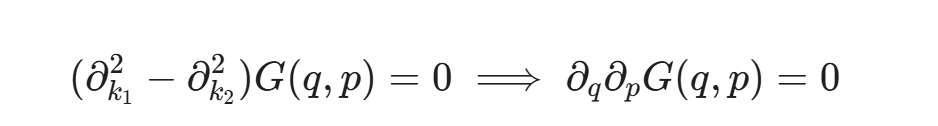 (∂²_{k₁} − ∂²_{k₂})G(q, p) = 0 ⟹ ∂_q∂_pG(q, p) = 0